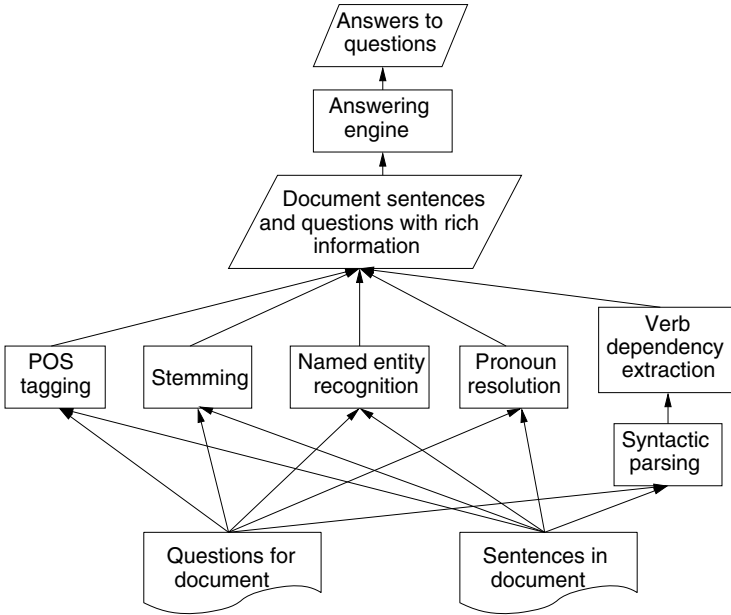 Answers to
questions
Answering
engine
Document sentences
and questions with rich
information
POS
tagging
Stemming
Named entity
recognition
Pronoun
resolution
Verb
dependency
extraction
Syntactic
parsing
Questions for
document
Sentences in
document